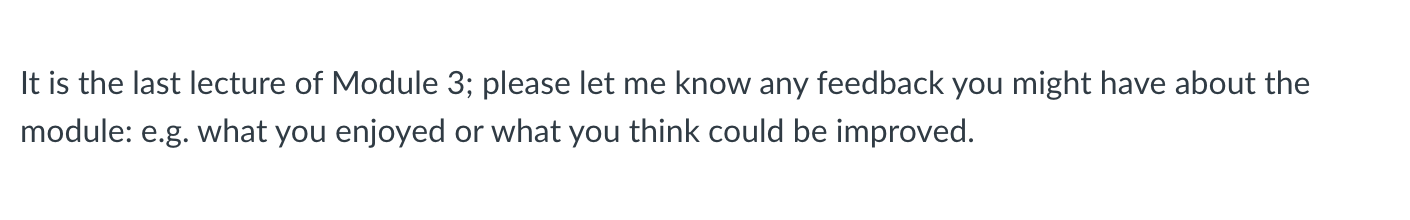 It is the last lecture of Module 3; please let me know any feedback you might have about the
module: e.g. what you enjoyed or what you think could be improved.